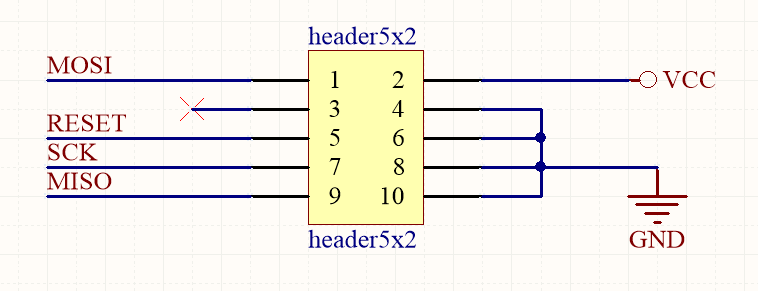 header5x2
MOSI 1 2 VCC
3 4
RESET 5 6
SCK 7 8
MISO 9 10
header5x2 GND